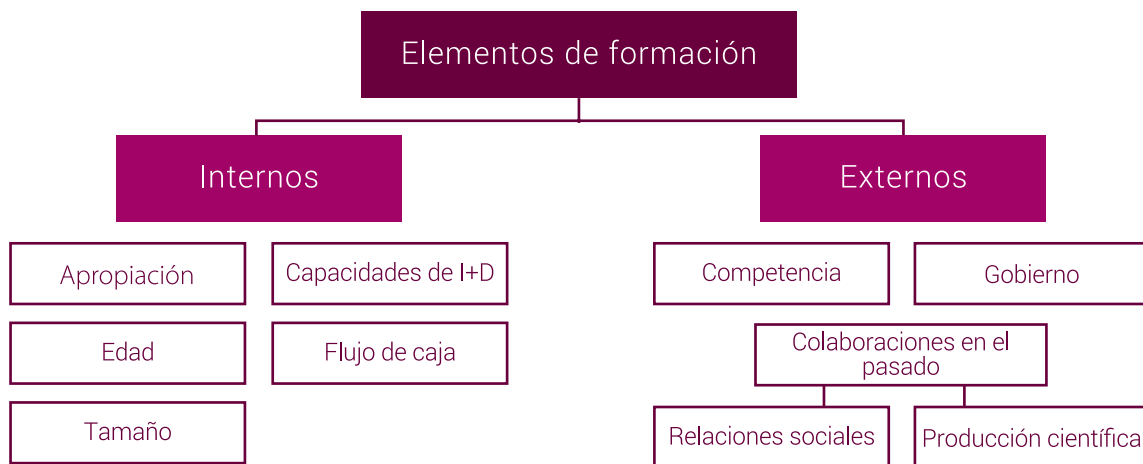 Elementos de formación
Internos
Externos
Apropiación
Capacidades de I+D
Competencia
Gobierno
Edad
Flujo de caja
Colaboraciones en el
pasado
Tamaño
Relaciones sociales
Producción científica